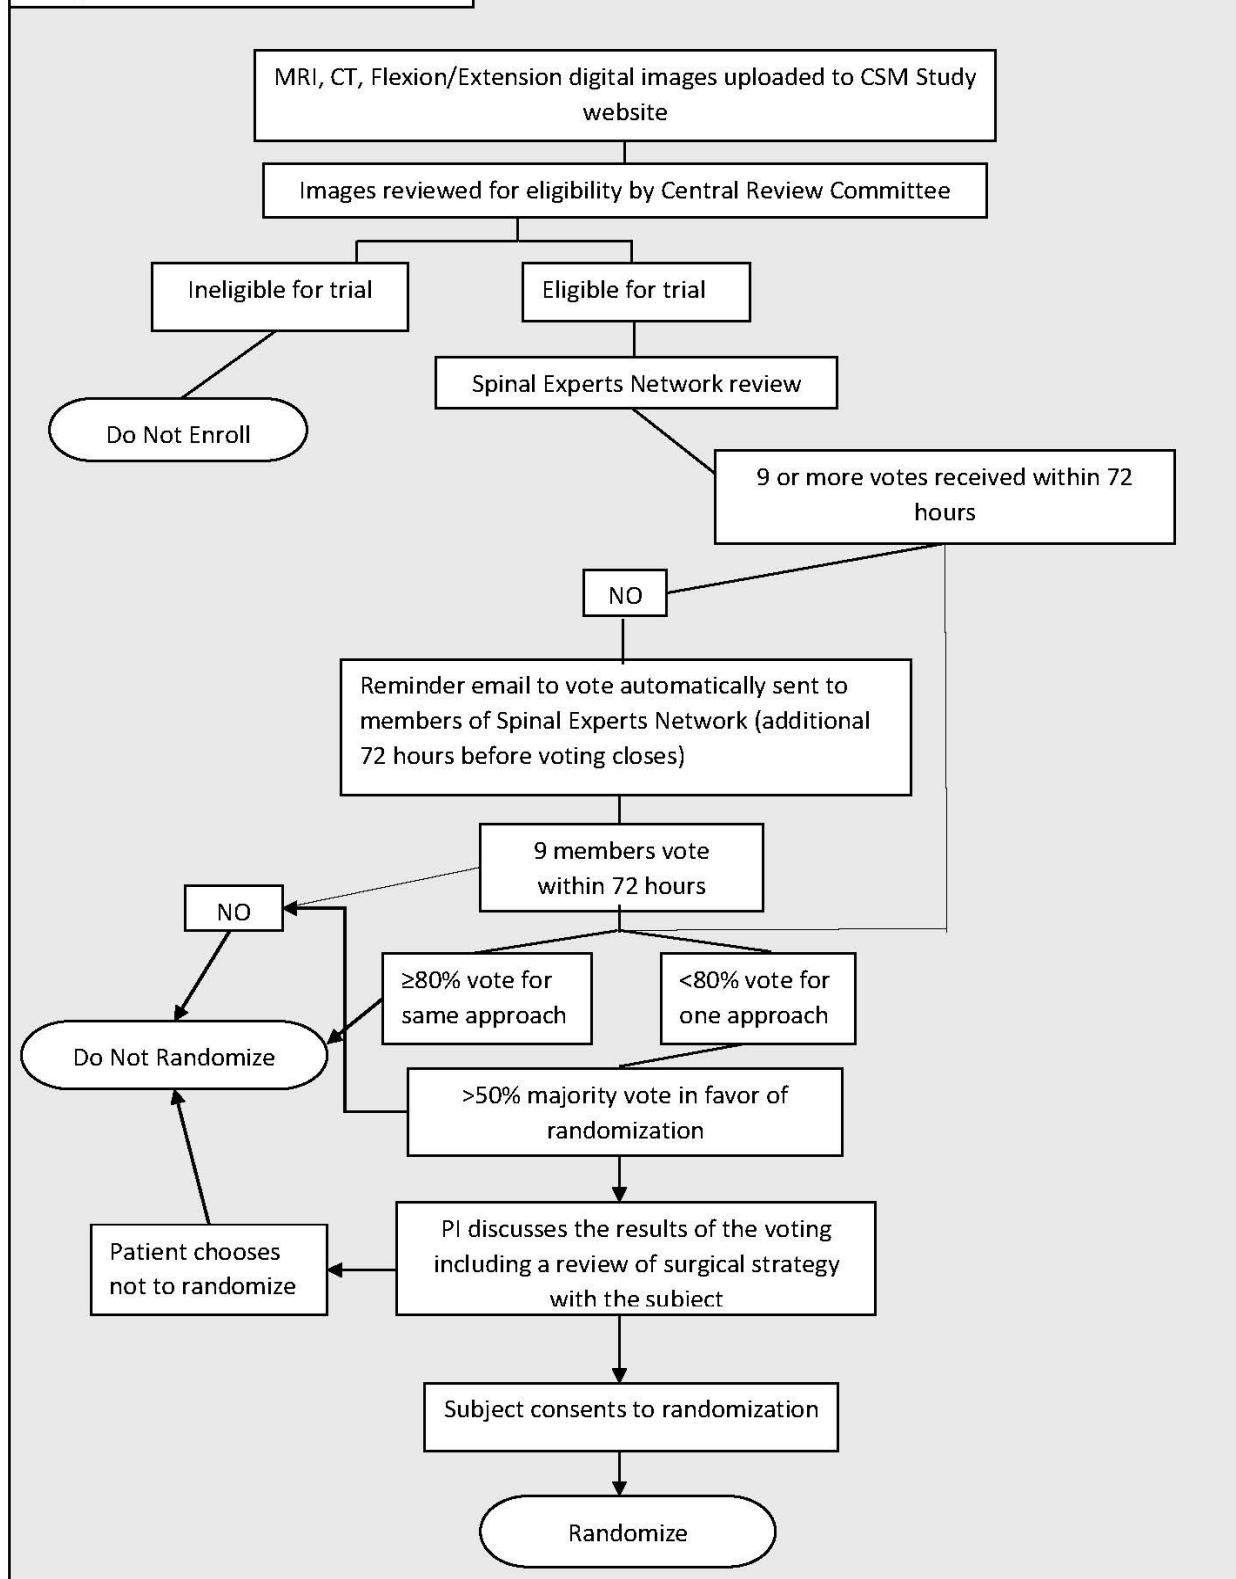 MRI, CT, Flexion/Extension digital images uploaded to CSM Study
website
Images reviewed for eligibility by Central Review Committee
Ineligible for trial
Eligible for trial
Spinal Experts Network review
Do Not Enroll
9 or more votes received within 72
hours
NO
Reminder email to vote automatically sent to
members of Spinal Experts Network (additional
72 hours before voting closes)
9 members vote
within 72 hours
NO
≥80% vote for
same approach
<80% vote for
one approach
Do Not Randomize
>50% majority vote in favor of
randomization
PI discusses the results of the voting
including a review of surgical strategy
with the subject
Patient chooses
not to randomize
Subject consents to randomization
Randomize